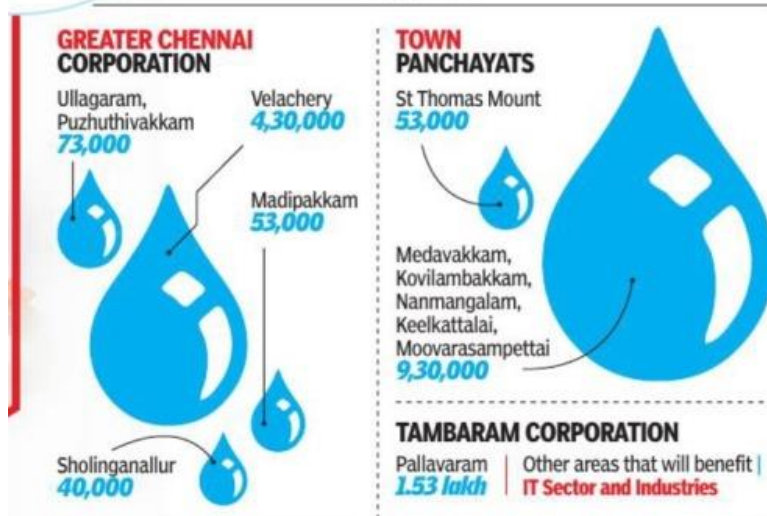 GREATER CHENNAI
CORPORATION
Ullagaram,
Puzhuthivakkam
73,000
Velachery
4,30,000
Madipakkam
53,000
Sholinganallur
40,000
TOWN
PANCHAYATS
St Thomas Mount
53,000
Medavakkam,
Kovilambakkam,
Nanmangalam,
Keelkattalai,
Moovarasampettai
9,30,000
TAMBARAM CORPORATION
Pallavaram
1.53 lakh
Other areas that will benefit |
IT Sector and Industries